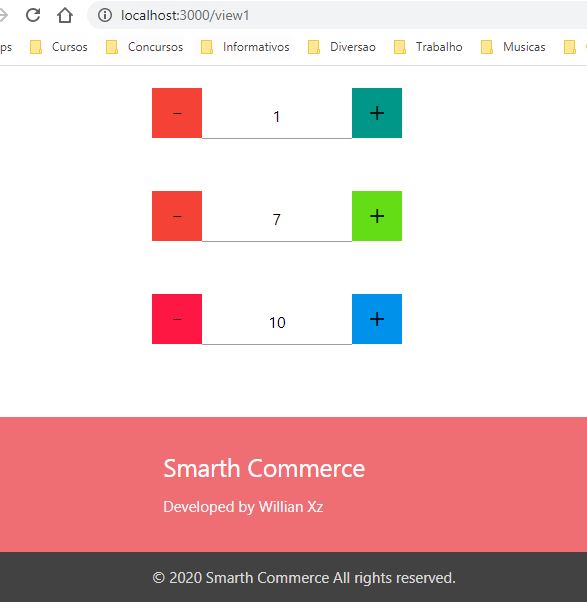 localhost:3000/view1
ps Cursos Concursos Informativos Diversao Trabalho Musicas
- 1 +
- 7 +
- 10 +
Smarth Commerce
Developed by Willian Xz
© 2020 Smarth Commerce All rights reserved.